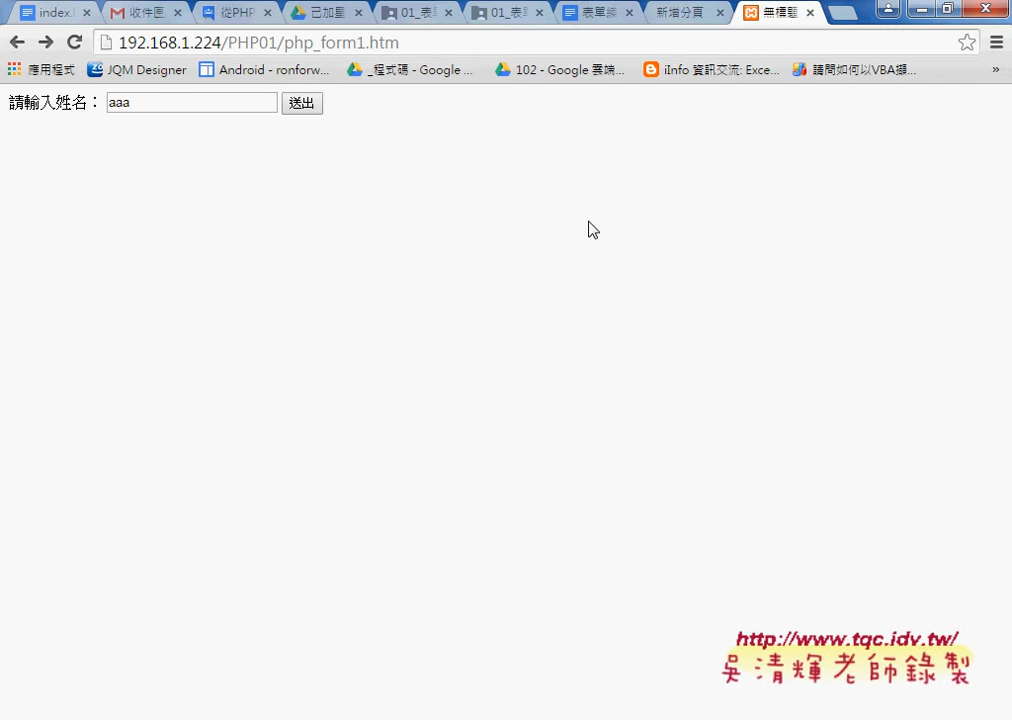 index.
收件匣
從PHP
已加星
01_表單
01_表單
表單網
新增分頁
無標題
192.168.1.224/PHP01/php_form1.htm
應用程式
JQM Designer
Android - ronforw...
_程式碼 - Google ...
102 - Google 雲端...
iInfo 資訊交流: Exce...
請問如何以VBA擷...
»
請輸入姓名：
aaa
送出
http://www.tqc.idv.tw/
吳清輝老師錄製